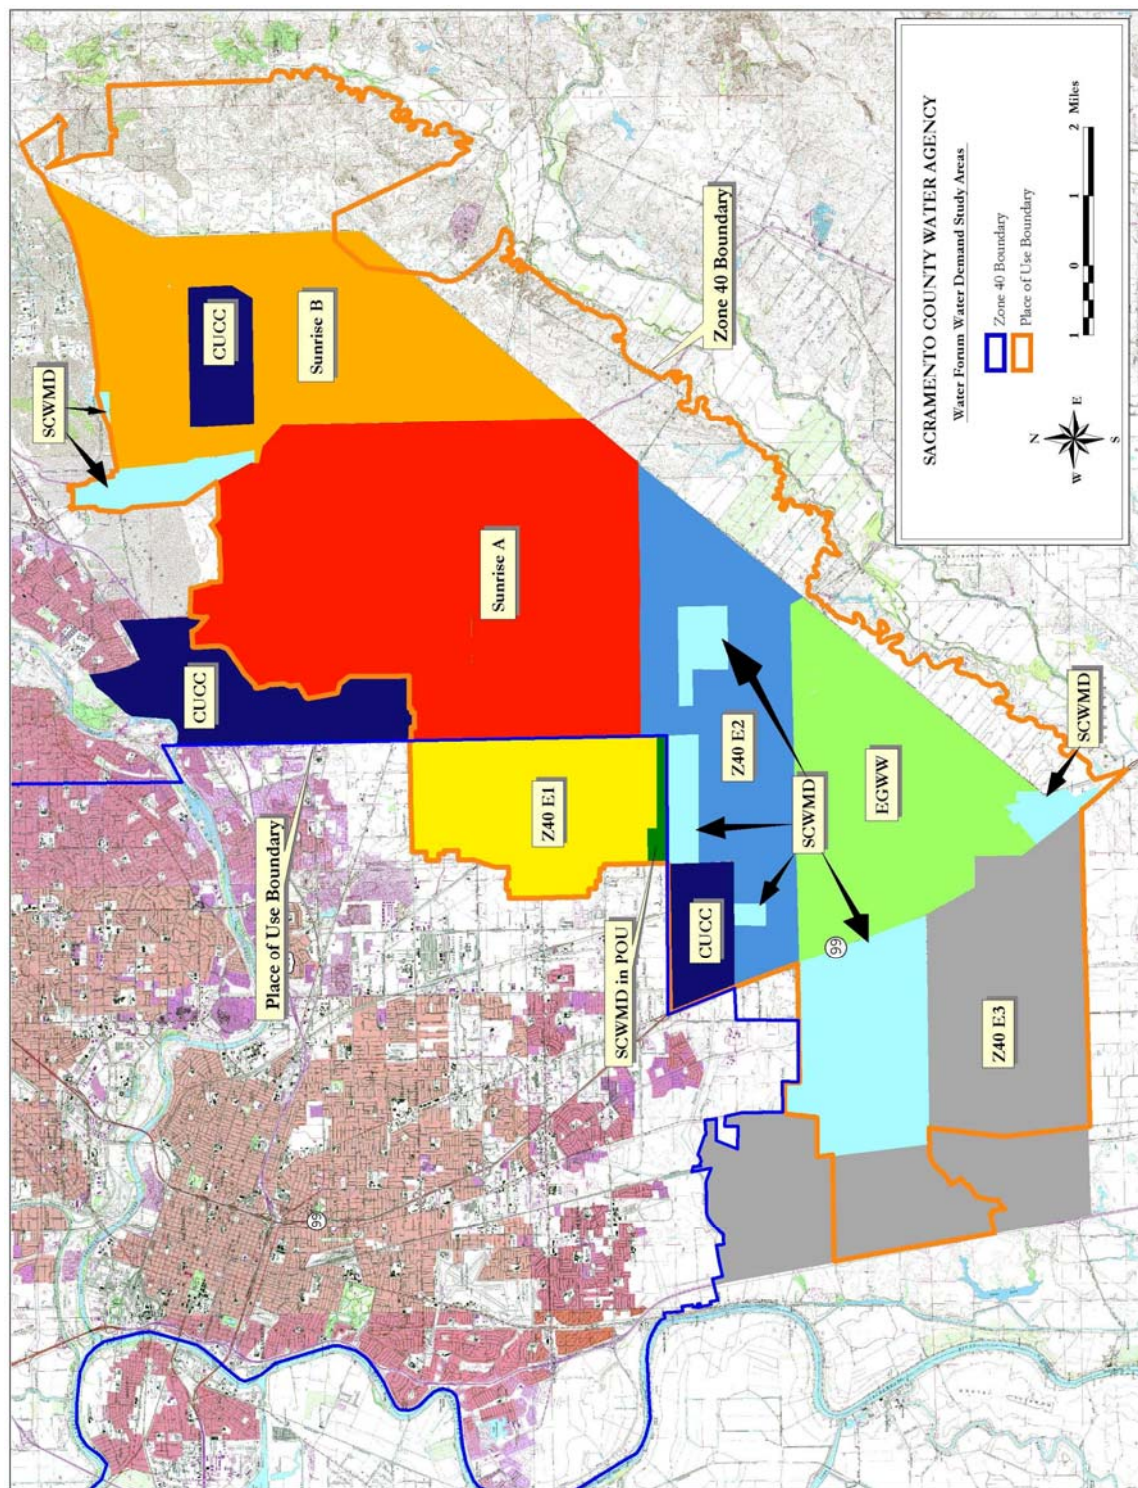 SACRAMENTO COUNTY WATER AGENCY
Water Forum Water Demand Study Areas
Zone 40 Boundary
Place of Use Boundary
1 0 1 2 Miles
N
W E
S
SCWMD
CUCC
Sunrise B
Zone 40 Boundary
Sunrise A
CUCC
Place of Use Boundary
Z40 E1
SCWMD in POU
Z40 E2
SCWMD
CUCC
EGWW
SCWMD
99
Z40 E3
99